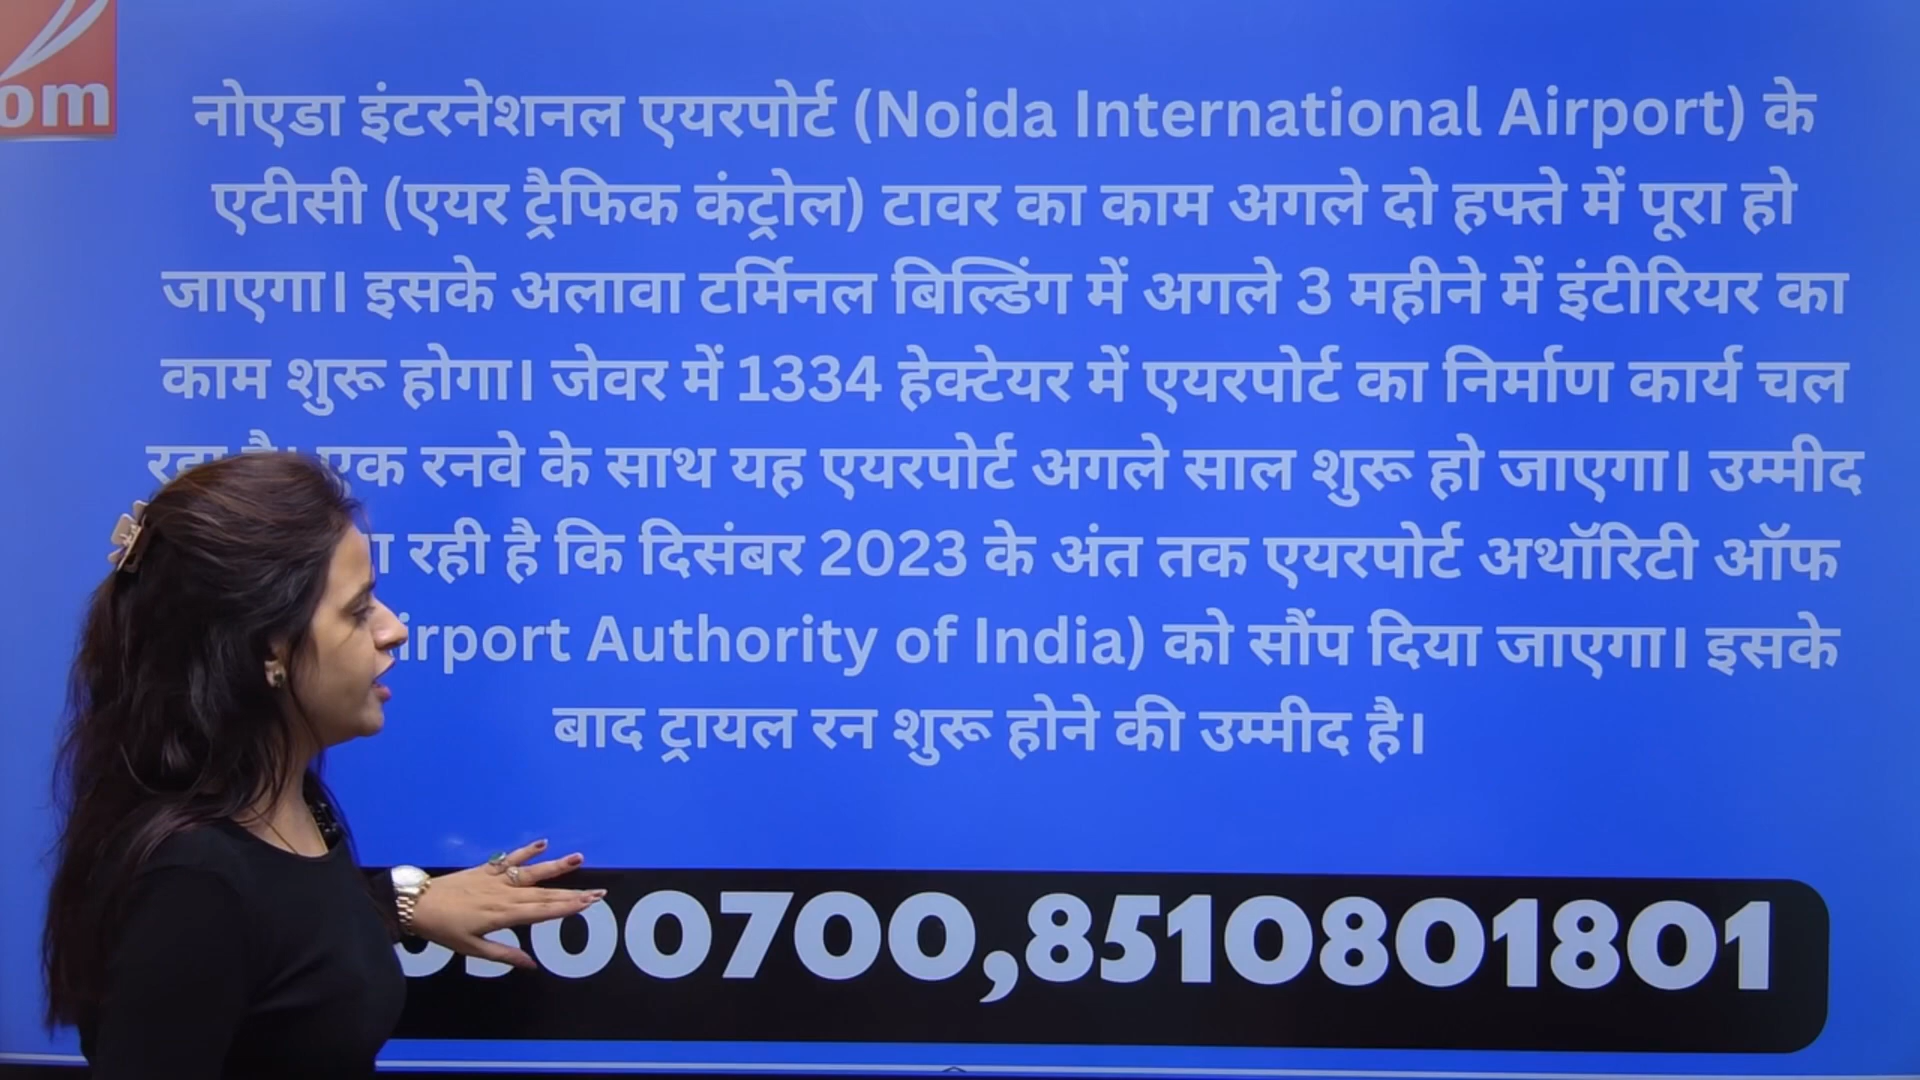 om
नोएडा इंटरनेशनल एयरपोर्ट (Noida International Airport) के
एटीसी (एयर ट्रैफिक कंट्रोल) टावर का काम अगले दो हफ्ते में पूरा हो
जाएगा। इसके अलावा टर्मिनल बिल्डिंग में अगले 3 महीने में इंटीरियर का
काम शुरू होगा। जेवर में 1334 हेक्टेयर में एयरपोर्ट का निर्माण कार्य चल
रनवे के साथ यह एयरपोर्ट अगले साल शुरू हो जाएगा। उम्मीद
रही है कि दिसंबर 2023 के अंत तक एयरपोर्ट अथॉरिटी ऑफ
irport Authority of India) को सौंप दिया जाएगा। इसके
बाद ट्रायल रन शुरू होने की उम्मीद है।
00700,8510801801